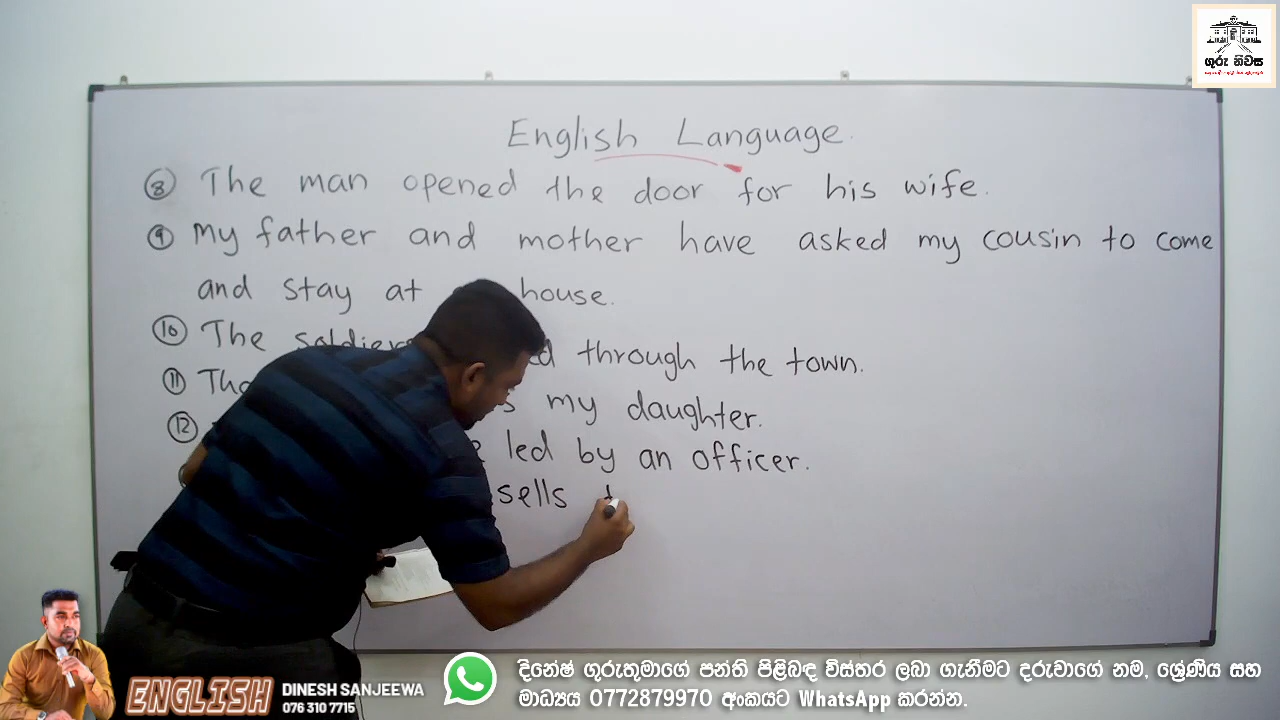 ගුරු නිවස
English Language.
⑧ The man opened the door for his wife.
⑨ My father and mother have asked my cousin to come
and stay at house.
⑩ The through the town.
⑪ my daughter.
⑫ led by an officer.
sells
ENGLISH
DINESH SANJEEWA
076 310 7715
දිනේෂ් ගුරුතුමාගේ පන්ති පිළිබඳ විස්තර ලබා ගැනීමට දරුවාගේ නම, ශ්‍රේණිය සහ
මාධ්‍යය 0772879970 අංකයට WhatsApp කරන්න.